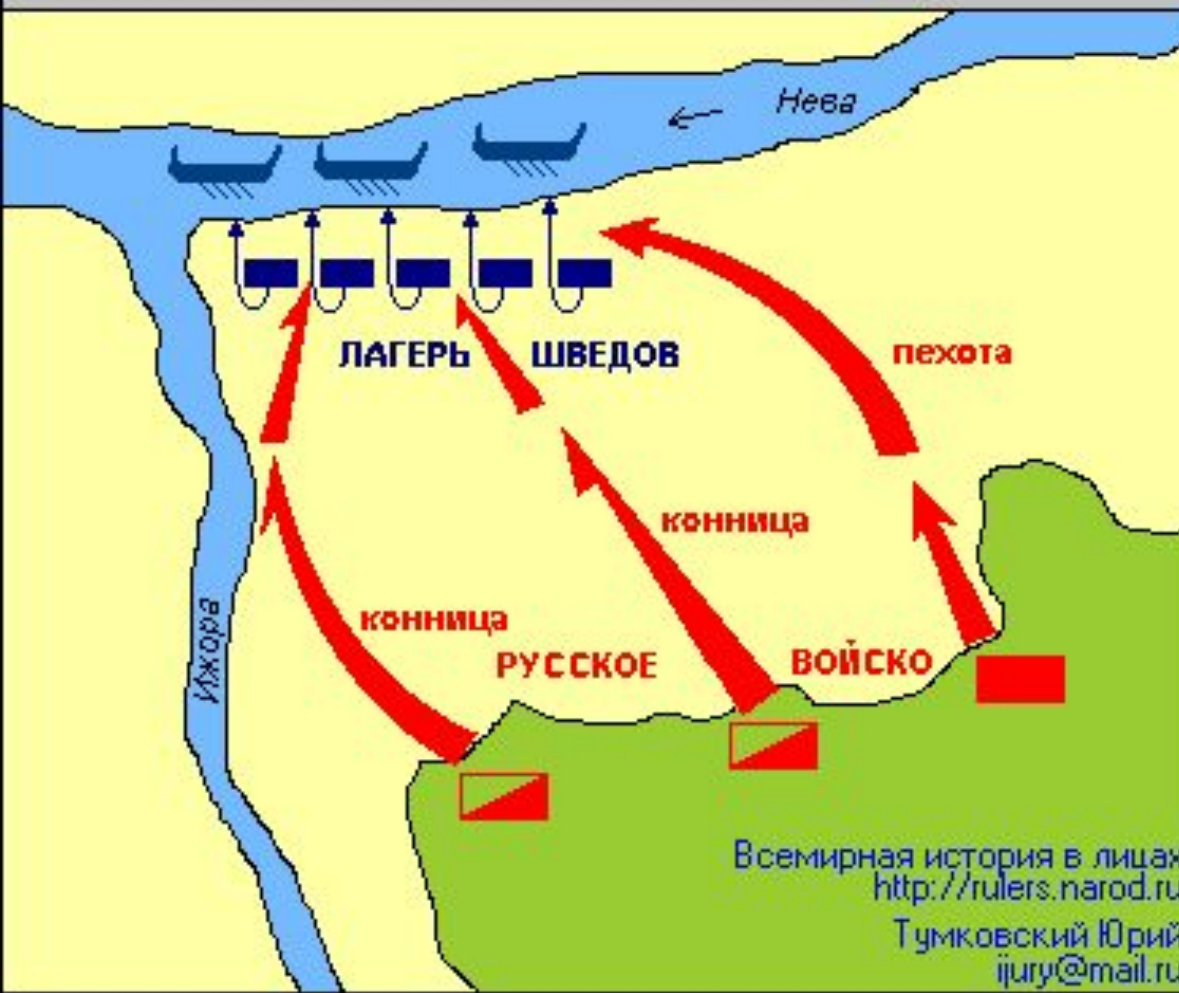 Нева
ЛАГЕРЬ ШВЕДОВ
пехота
конница
Ижора
конница
РУССКОЕ ВОЙСКО
Всемирная история в лицах
http://rulers.narod.ru
Тумковский Юрий
ijury@mail.ru